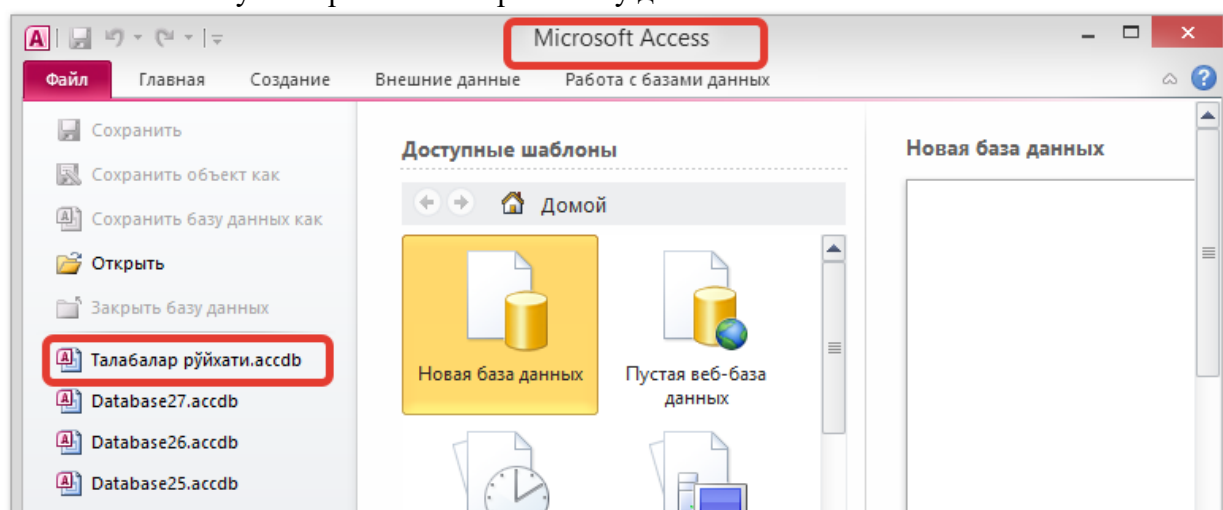 Microsoft Access
Файл Главная Создание Внешние данные Работа с базами данных
Сохранить
Сохранить объект как
Сохранить базу данных как
Открыть
Закрыть базу данных
Талабалар рўйхати.accdb
Database27.accdb
Database26.accdb
Database25.accdb
Доступные шаблоны
Домой
Новая база данных
Пустая веб-база
данных
Новая база данных